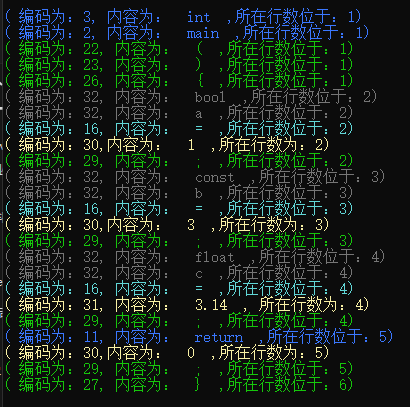 ( 编码为: 3, 内容为:  int  ,所在行数位于: 1)
( 编码为: 2, 内容为:  main  ,所在行数位于: 1)
( 编码为: 22, 内容为:  (  ,所在行数位于: 1)
( 编码为: 23, 内容为:  )  ,所在行数位于: 1)
( 编码为: 26, 内容为:  {  ,所在行数位于: 1)
( 编码为: 32, 内容为:  bool  ,所在行数位于: 2)
( 编码为: 32, 内容为:  a  ,所在行数位于: 2)
( 编码为: 16, 内容为:  =  ,所在行数位于: 2)
( 编码为: 30,内容为:  1  ,所在行数为: 2)
( 编码为: 29, 内容为:  ;  ,所在行数位于: 2)
( 编码为: 32, 内容为:  const  ,所在行数位于: 3)
( 编码为: 32, 内容为:  b  ,所在行数位于: 3)
( 编码为: 16, 内容为:  =  ,所在行数位于: 3)
( 编码为: 30,内容为:  3  ,所在行数为: 3)
( 编码为: 29, 内容为:  ;  ,所在行数位于: 3)
( 编码为: 32, 内容为:  float  ,所在行数位于: 4)
( 编码为: 32, 内容为:  c  ,所在行数位于: 4)
( 编码为: 16, 内容为:  =  ,所在行数位于: 4)
( 编码为: 31, 内容为:  3.14  , 所在行数为: 4)
( 编码为: 29, 内容为:  ;  ,所在行数位于: 4)
( 编码为: 11, 内容为:  return  ,所在行数位于: 5)
( 编码为: 30,内容为:  0  ,所在行数为: 5)
( 编码为: 29, 内容为:  ;  ,所在行数位于: 5)
( 编码为: 27, 内容为:  }  ,所在行数位于: 6)